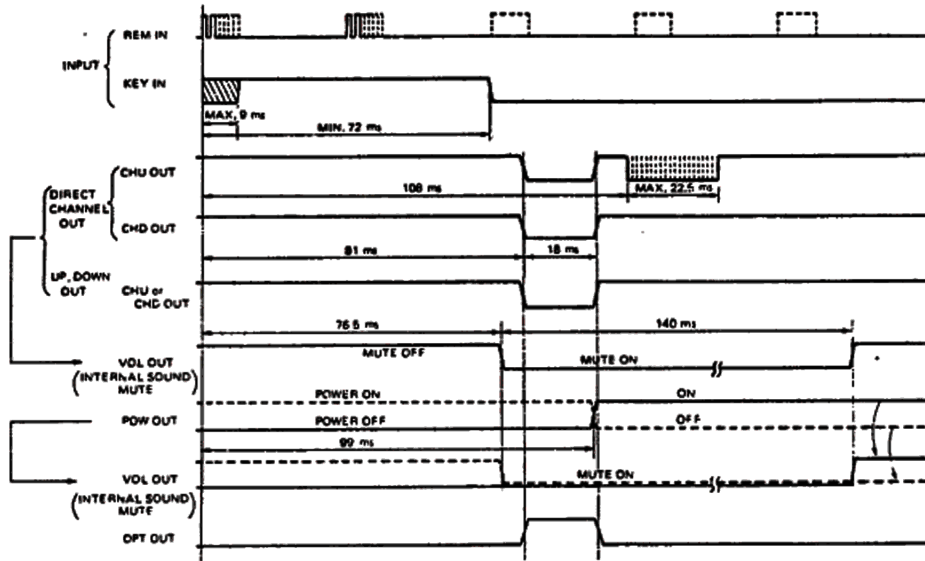 REM IN
INPUT
KEY IN
MAX, 9 ms
MIN, 72 ms
CHU OUT
108 ms
MAX, 22.5 ms
DIRECT
CHANNEL
OUT
CHD OUT
81 ms
18 ms
UP, DOWN
OUT
CHU or
CHD OUT
76.5 ms
140 ms
MUTE OFF
VOL OUT
MUTE ON
(INTERNAL SOUND
MUTE)
POWER ON
ON
POW OUT
POWER OFF
OFF
99 ms
VOL OUT
MUTE ON
(INTERNAL SOUND
MUTE)
OPT OUT